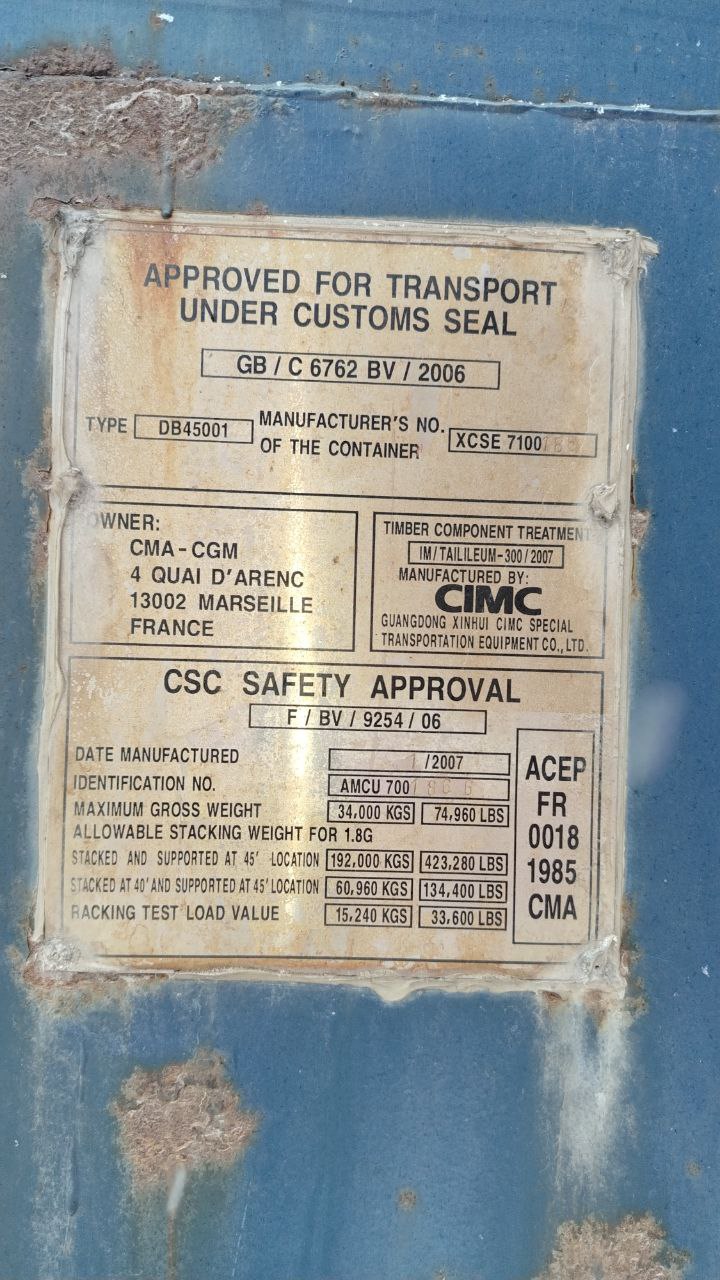 APPROVED FOR TRANSPORT
UNDER CUSTOMS SEAL
GB / C 6762 BV / 2006
TYPE DB45001
MANUFACTURER'S NO.
OF THE CONTAINER
XCSE 7100
OWNER:
CMA-CGM
4 QUAI D'ARENC
13002 MARSEILLE
FRANCE
TIMBER COMPONENT TREATMENT
IM/TAILILEUM-300/2007
MANUFACTURED BY:
CIMC
GUANGDONG XINHUI CIMC SPECIAL
TRANSPORTATION EQUIPMENT CO., LTD.
CSC SAFETY APPROVAL
F / BV / 9254 / 06
DATE MANUFACTURED /2007
IDENTIFICATION NO. AMCU 700
MAXIMUM GROSS WEIGHT 34,000 KGS 74,960 LBS
ALLOWABLE STACKING WEIGHT FOR 1.8G
STACKED AND SUPPORTED AT 45' LOCATION 192,000 KGS 423,280 LBS
STACKED AT 40' AND SUPPORTED AT 45' LOCATION 60,960 KGS 134,400 LBS
RACKING TEST LOAD VALUE 15,240 KGS 33,600 LBS
ACEP
FR
0018
1985
CMA